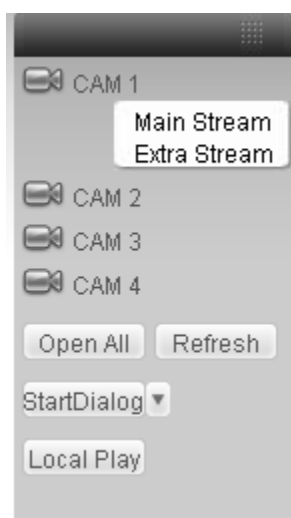 CAM 1
Main Stream
Extra Stream
CAM 2
CAM 3
CAM 4
Open All Refresh
StartDialog
Local Play